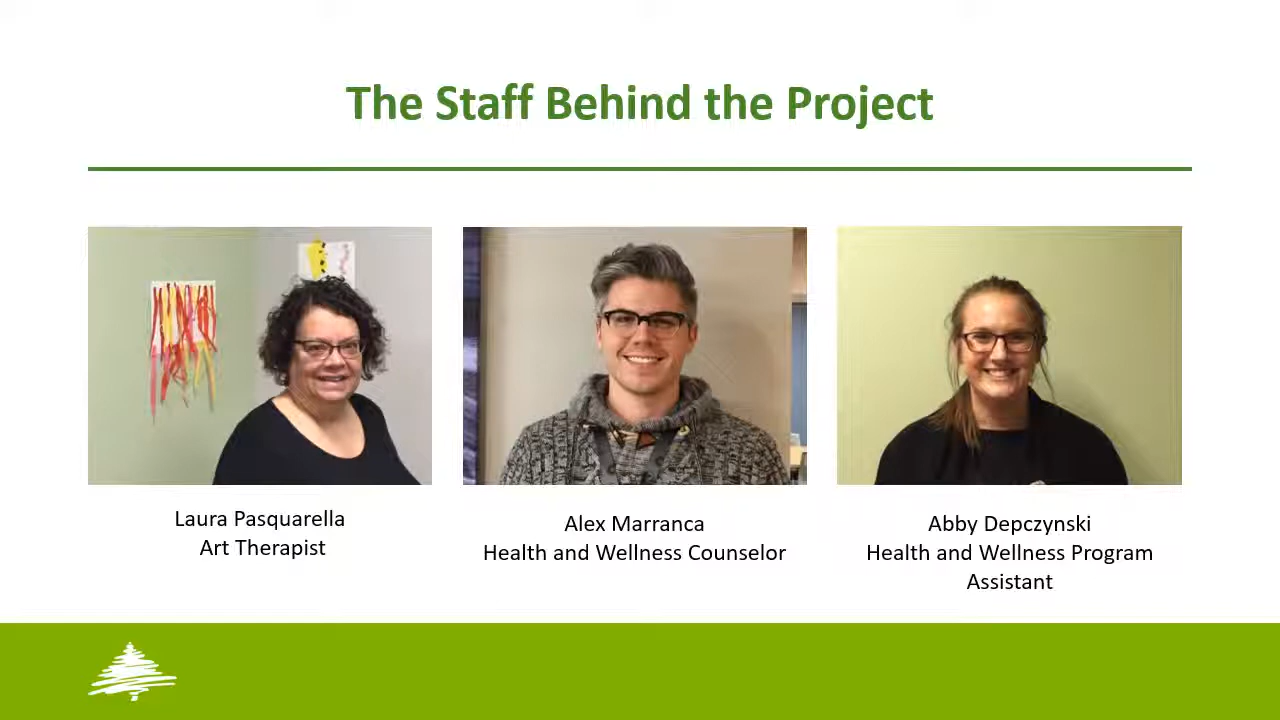 The Staff Behind the Project
Laura Pasquarella
Art Therapist
Alex Marranca
Health and Wellness Counselor
Abby Depczynski
Health and Wellness Program
Assistant